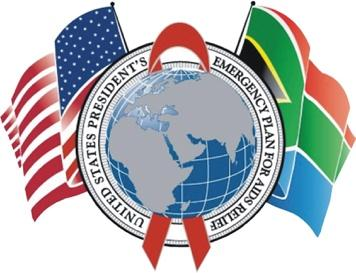 UNITED STATES PRESIDENT'S EMERGENCY PLAN FOR AIDS RELIEF